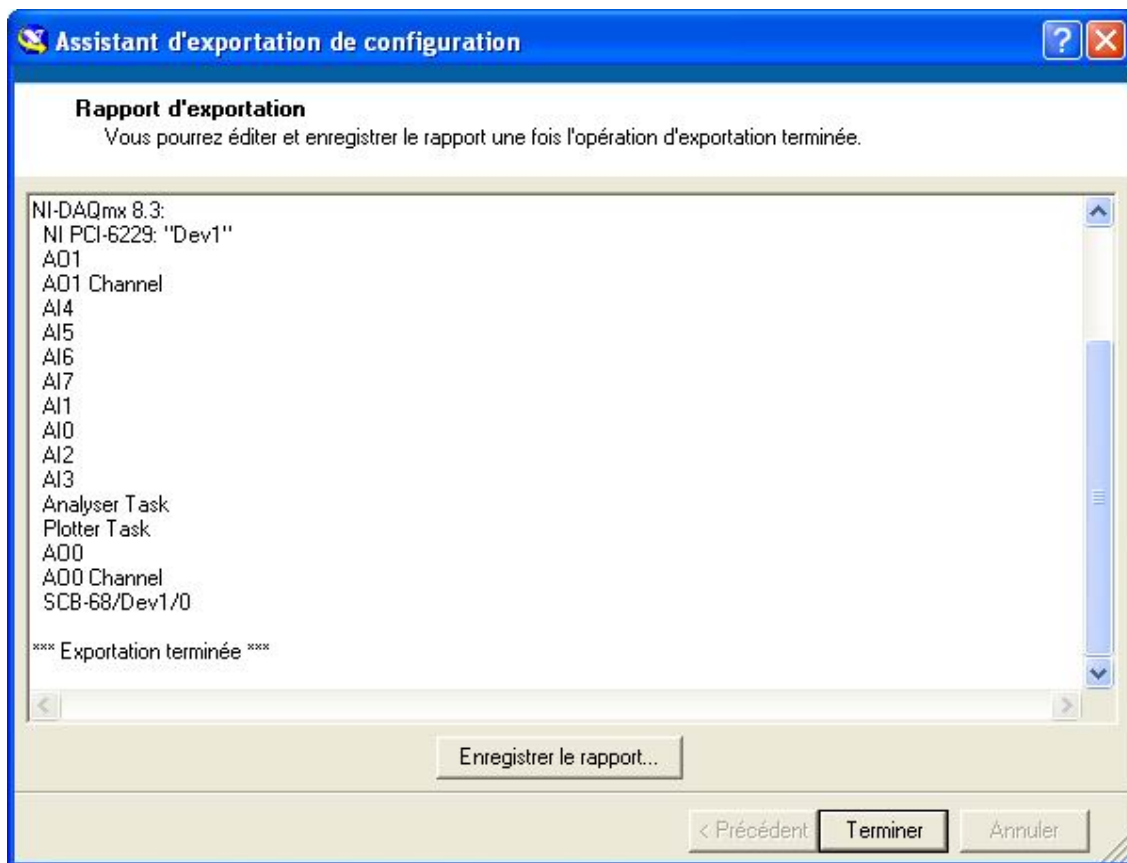 Assistant d'exportation de configuration
Rapport d'exportation
Vous pourrez éditer et enregistrer le rapport une fois l'opération d'exportation terminée.
NI-DAQmx 8.3:
NI PCI-6229: "Dev1"
AO1
AO1 Channel
AI4
AI5
AI6
AI7
AI1
AI0
AI2
AI3
Analyser Task
Plotter Task
AO0
AO0 Channel
SCB-68/Dev1/0
*** Exportation terminée ***
Enregistrer le rapport...
< Précédent Terminer Annuler